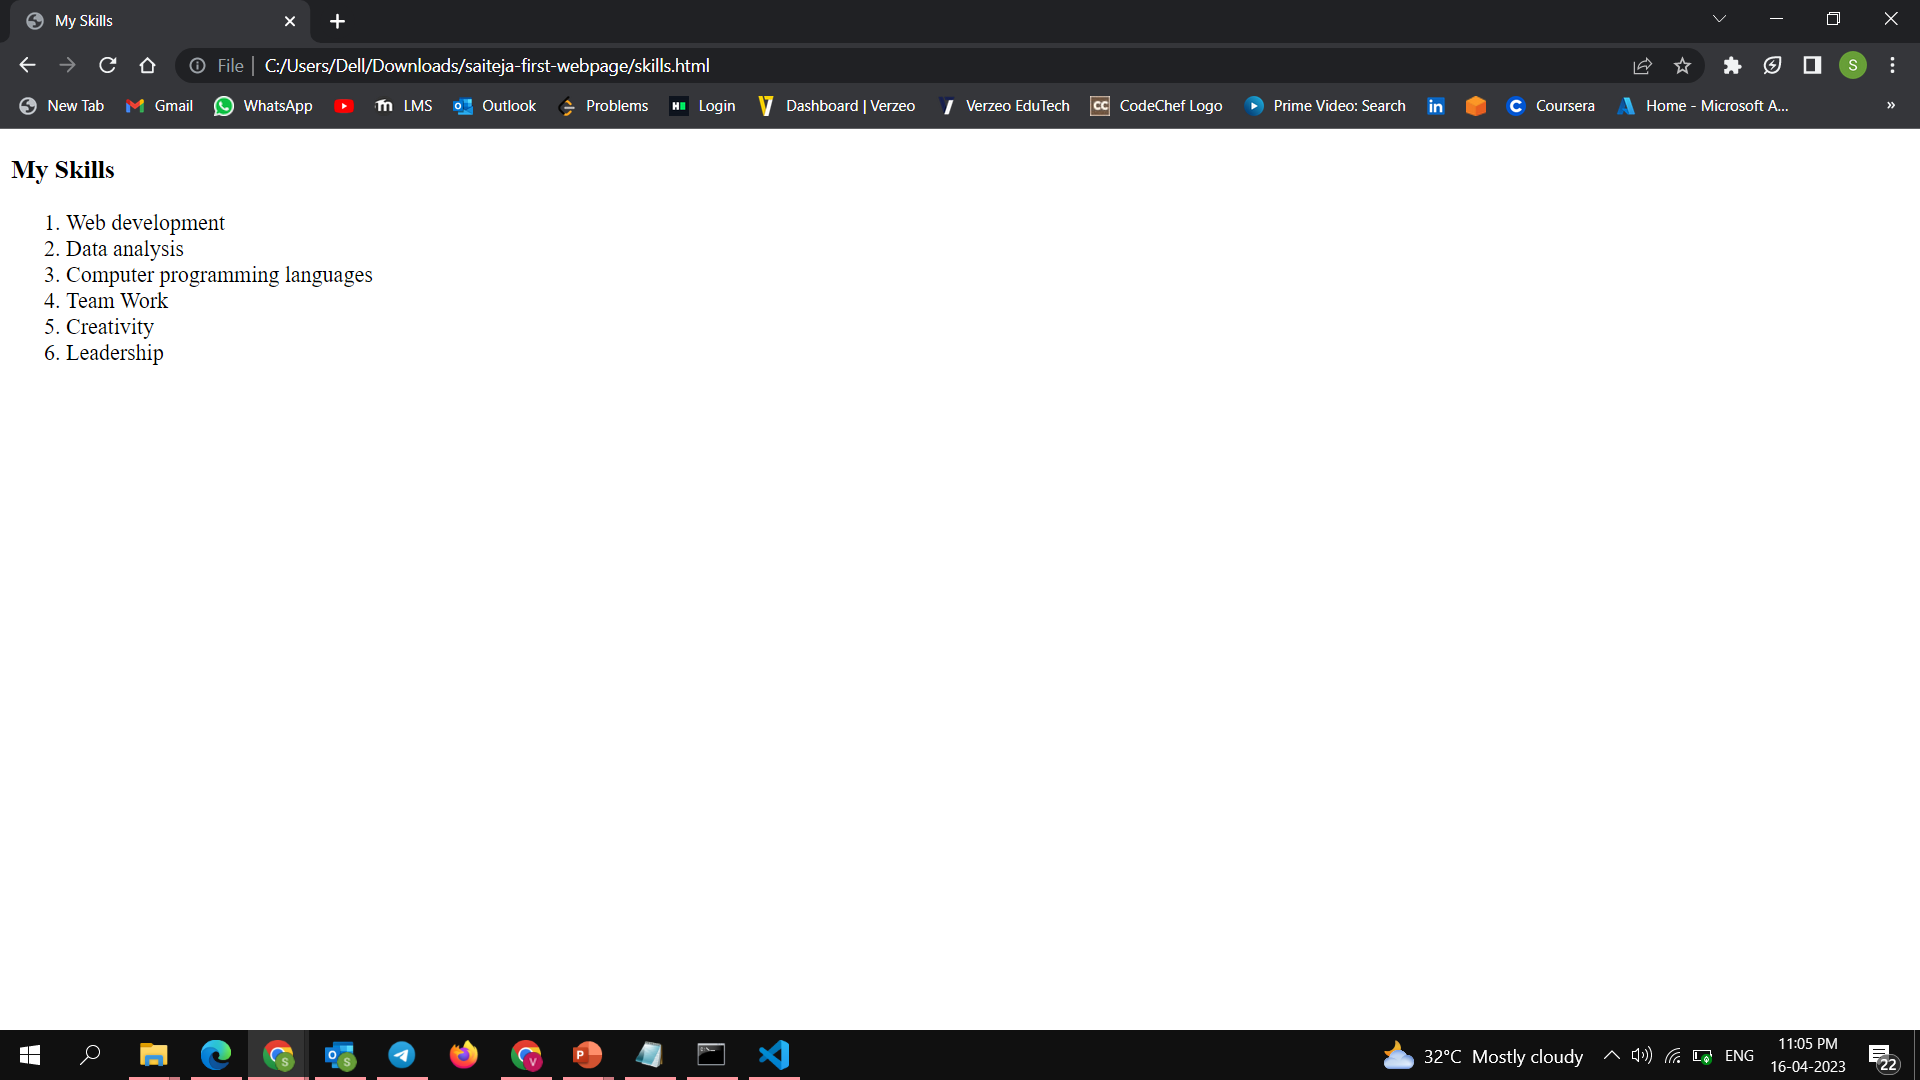 My Skills
File | C:/Users/Dell/Downloads/saiteja-first-webpage/skills.html
S
New Tab Gmail WhatsApp LMS Outlook Problems Login Dashboard | Verzeo Verzeo EduTech CodeChef Logo Prime Video: Search Coursera Home - Microsoft A... »
My Skills
1. Web development
2. Data analysis
3. Computer programming languages
4. Team Work
5. Creativity
6. Leadership
32°C Mostly cloudy ENG
11:05 PM
16-04-2023
22